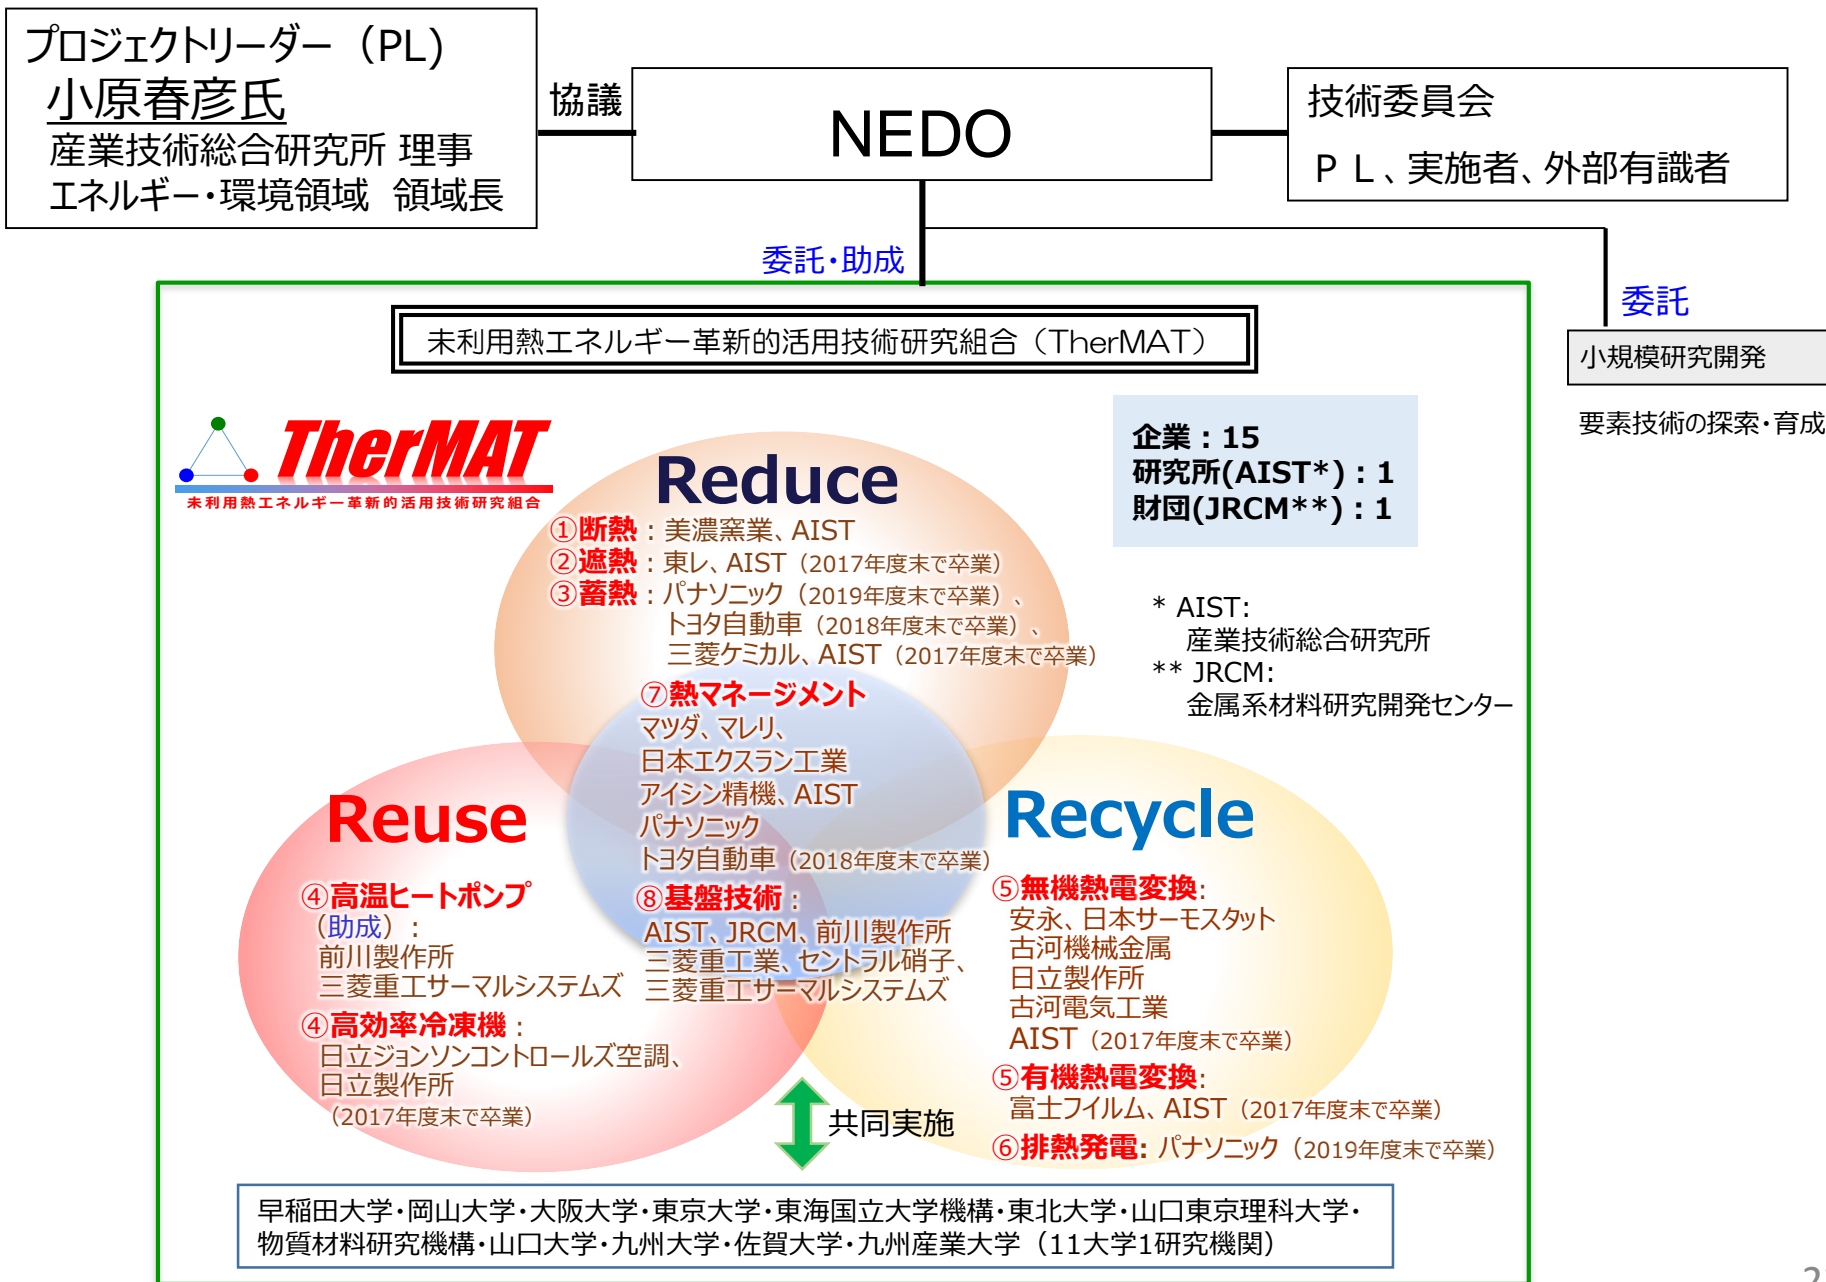 プロジェクトリーダー（PL）
小原春彦氏
産業技術総合研究所 理事
エネルギー・環境領域 領域長
協議
NEDO
技術委員会
ＰＬ、実施者、外部有識者
委託・助成
委託
小規模研究開発
要素技術の探索・育成
未利用熱エネルギー革新的活用技術研究組合（TherMAT）
TherMAT
未利用熱エネルギー革新的活用技術研究組合
企業：15
研究所(AIST*)：1
財団(JRCM**)：1
* AIST:
産業技術総合研究所
** JRCM:
金属系材料研究開発センター
Reduce
①断熱：美濃窯業、AIST
②遮熱：東レ、AIST（2017年度末で卒業）
③蓄熱：パナソニック（2019年度末で卒業）、
トヨタ自動車（2018年度末で卒業）、
三菱ケミカル、AIST（2017年度末で卒業）
⑦熱マネージメント
マツダ、マレリ、
日本エクスラン工業
アイシン精機、AIST
パナソニック
トヨタ自動車（2018年度末で卒業）
⑧基盤技術：
AIST、JRCM、前川製作所
三菱重工業、セントラル硝子、
三菱重工サーマルシステムズ
Reuse
④高温ヒートポンプ
（助成）：
前川製作所
三菱重工サーマルシステムズ
④高効率冷凍機：
日立ジョンソンコントロールズ空調、
日立製作所
（2017年度末で卒業）
Recycle
⑤無機熱電変換:
安永、日本サーモスタット
古河機械金属
日立製作所
古河電気工業
AIST（2017年度末で卒業）
⑤有機熱電変換:
富士フイルム、AIST（2017年度末で卒業）
⑥排熱発電: パナソニック（2019年度末で卒業）
共同実施
早稲田大学・岡山大学・大阪大学・東京大学・東海国立大学機構・東北大学・山口東京理科大学・
物質材料研究機構・山口大学・九州大学・佐賀大学・九州産業大学（11大学1研究機関）